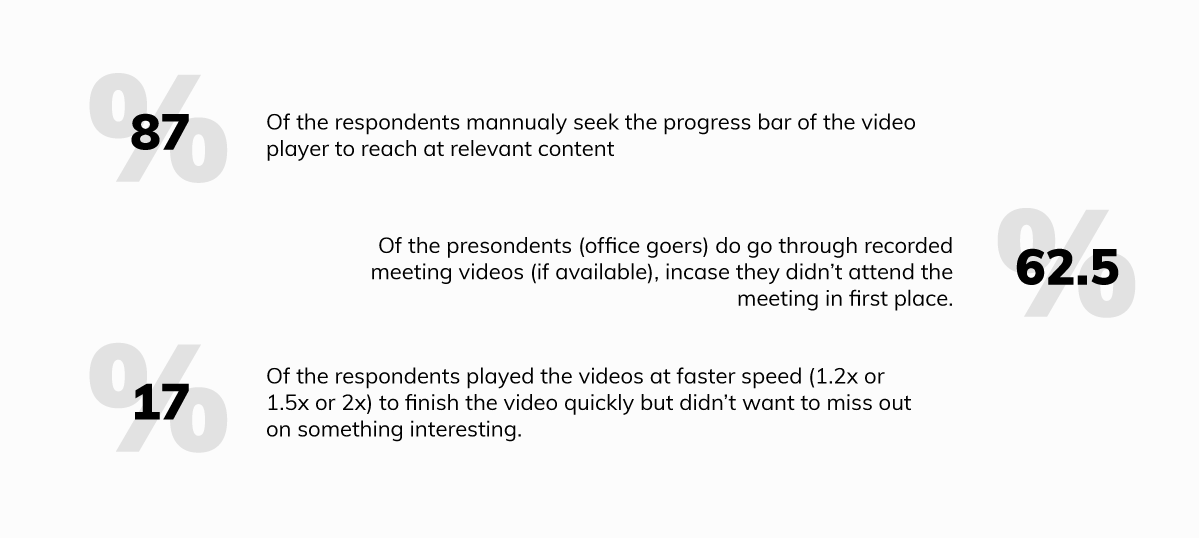 %
87
Of the respondents mannualy seek the progress bar of the video
player to reach at relevant content
Of the presondents (office goers) do go through recorded
meeting videos (if available), incase they didn’t attend the
meeting in first place.
%
62.5
%
17
Of the respondents played the videos at faster speed (1.2x or
1.5x or 2x) to finish the video quickly but didn’t want to miss out
on something interesting.